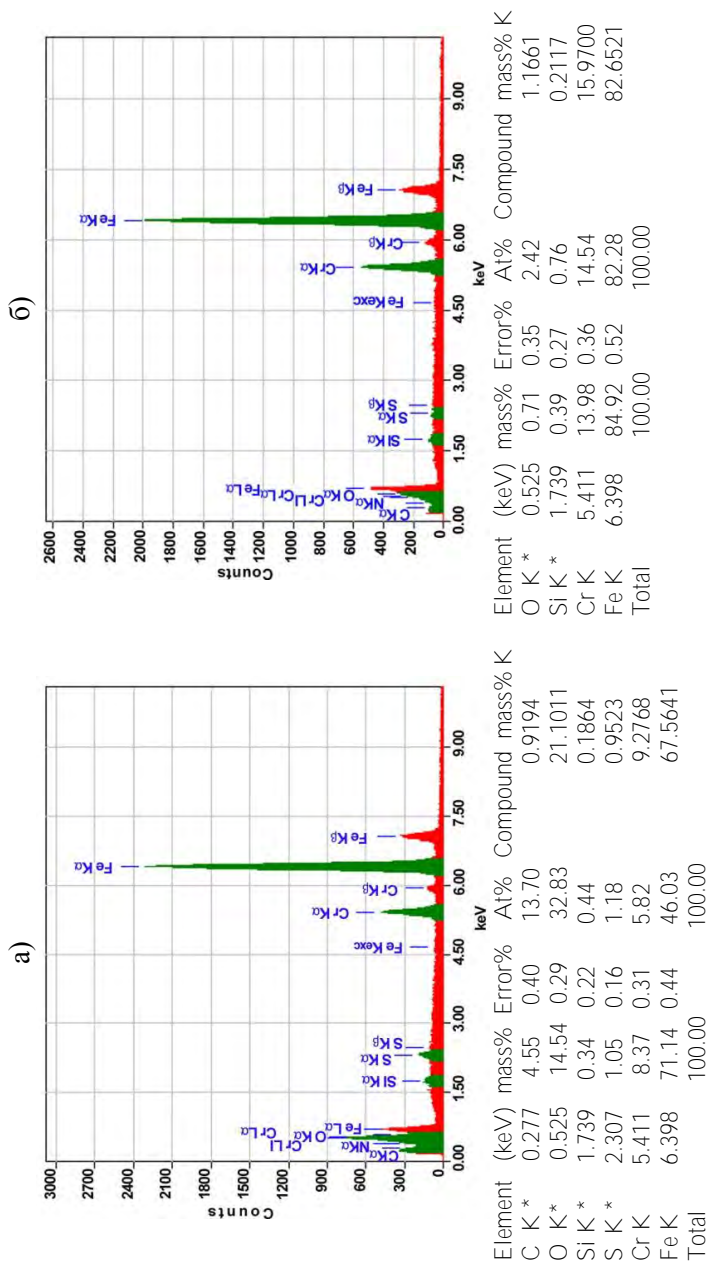 а)
3000
2700
2400
2100
1800
1500
1200
900
600
300
0
Counts
CKα
NKα
OKα
Cr Ll
Cr Lα
Fe Lα
SI Kα
S Kα
S Kβ
Fe Kexc
Cr Kα
Cr Kβ
Fe Kα
Fe Kβ
0.00 1.50 3.00 4.50 6.00 7.50 9.00
keV
Element (keV) mass% Error% At% Compound mass% K
C K * 0.277 4.55 0.40 13.70 0.9194
O K * 0.525 14.54 0.29 32.83 21.1011
Si K * 1.739 0.34 0.22 0.44 0.1864
S K * 2.307 1.05 0.16 1.18 0.9523
Cr K 5.411 8.37 0.31 5.82 9.2768
Fe K 6.398 71.14 0.44 46.03 67.5641
Total 100.00 100.00
б)
2600
2400
2200
2000
1800
1600
1400
1200
1000
800
600
400
200
0
Counts
C Kα
NKα
O Kα
Cr LlCr LαFe Lα
SI Kα
S Kα
S Kβ
Fe Kexc
Cr Kα
Cr Kβ
Fe Kα
Fe Kβ
0.00 1.50 3.00 4.50 6.00 7.50 9.00
keV
Element (keV) mass% Error% At% Compound mass% K
O K * 0.525 0.71 0.35 2.42 1.1661
Si K * 1.739 0.39 0.27 0.76 0.2117
Cr K 5.411 13.98 0.36 14.54 15.9700
Fe K 6.398 84.92 0.52 82.28 82.6521
Total 100.00 100.00